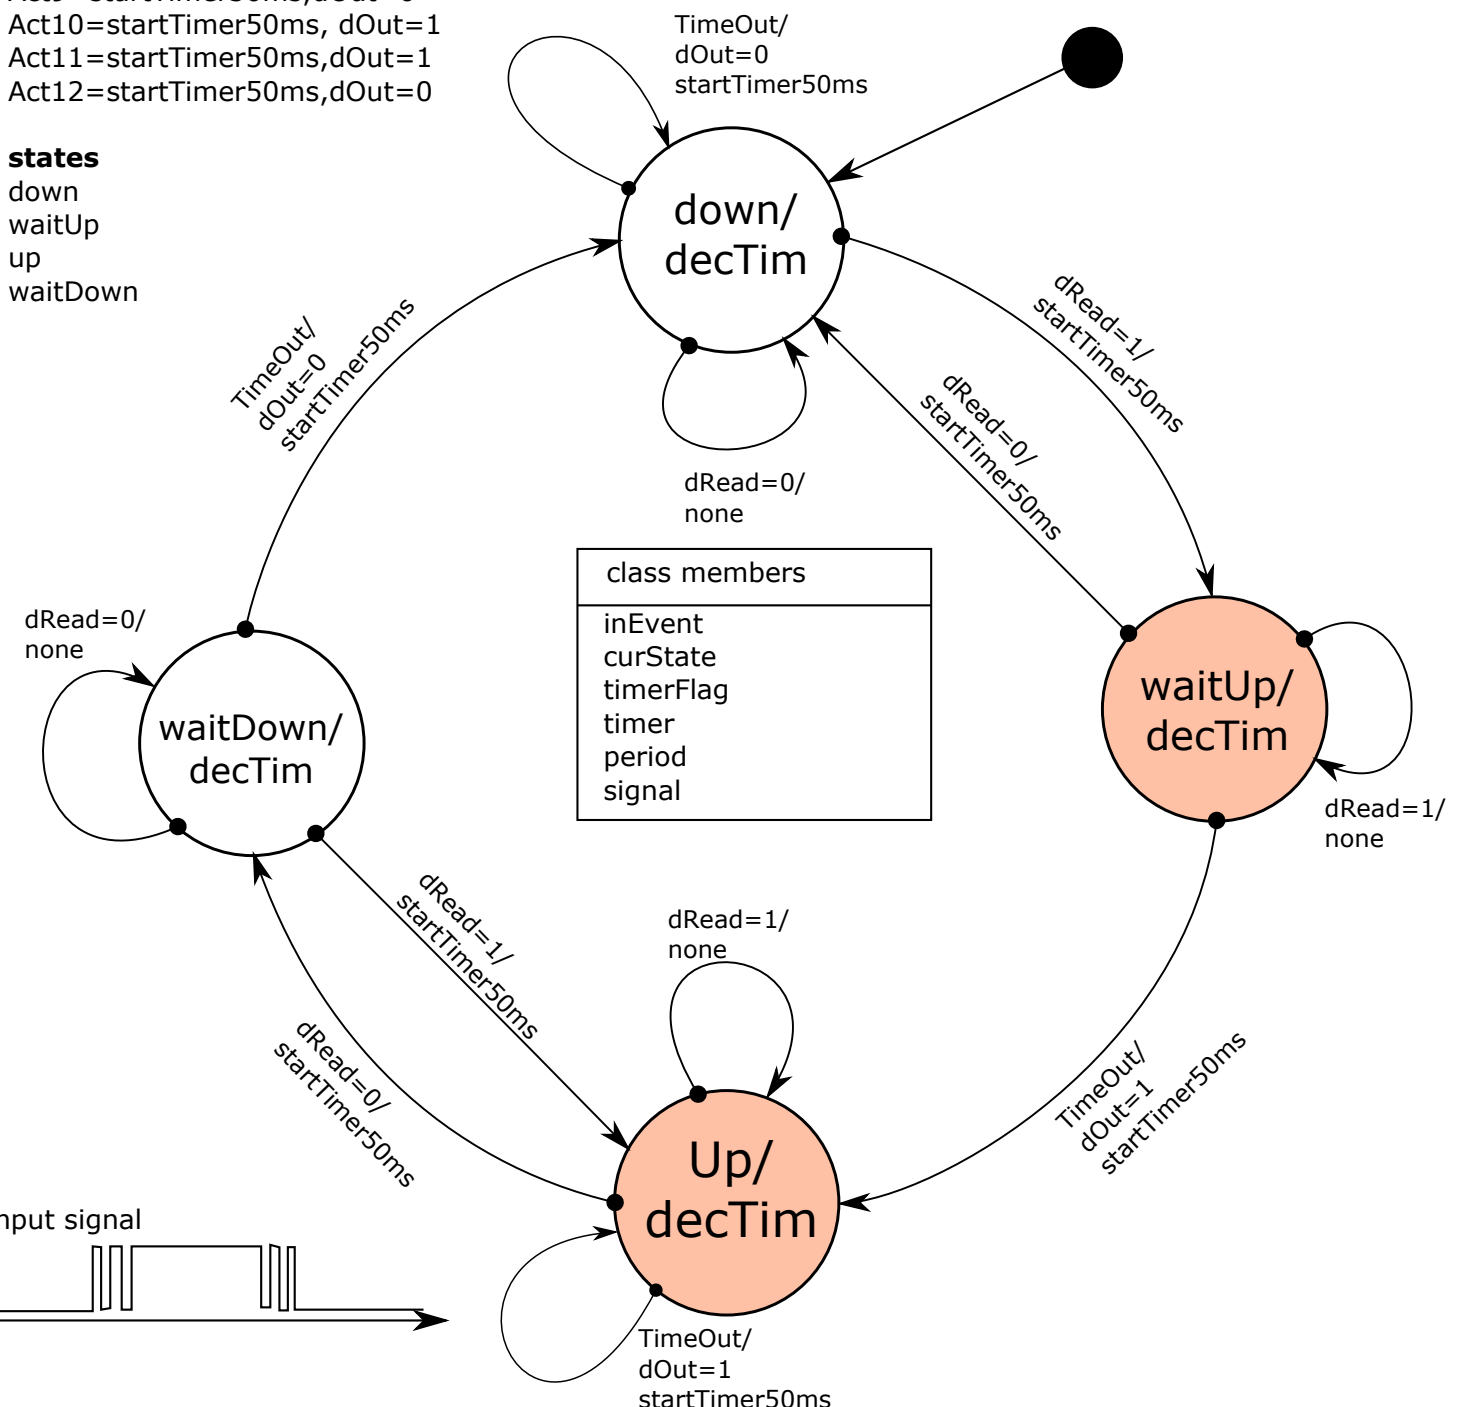 Act10=startTimer50ms, dOut=1
Act11=startTimer50ms,dOut=1
Act12=startTimer50ms,dOut=0
states
down
waitUp
up
waitDown
TimeOut/
dOut=0
startTimer50ms
down/
decTim
dRead=1/
startTimer50ms
dRead=0/
startTimer50ms
dRead=0/
none
TimeOut/
dOut=0
startTimer50ms
class members
inEvent
curState
timerFlag
timer
period
signal
dRead=0/
none
waitDown/
decTim
waitUp/
decTim
dRead=1/
none
dRead=1/
startTimer50ms
dRead=0/
startTimer50ms
dRead=1/
none
Up/
decTim
TimeOut/
dOut=1
startTimer50ms
nput signal
TimeOut/
dOut=1
startTimer50ms